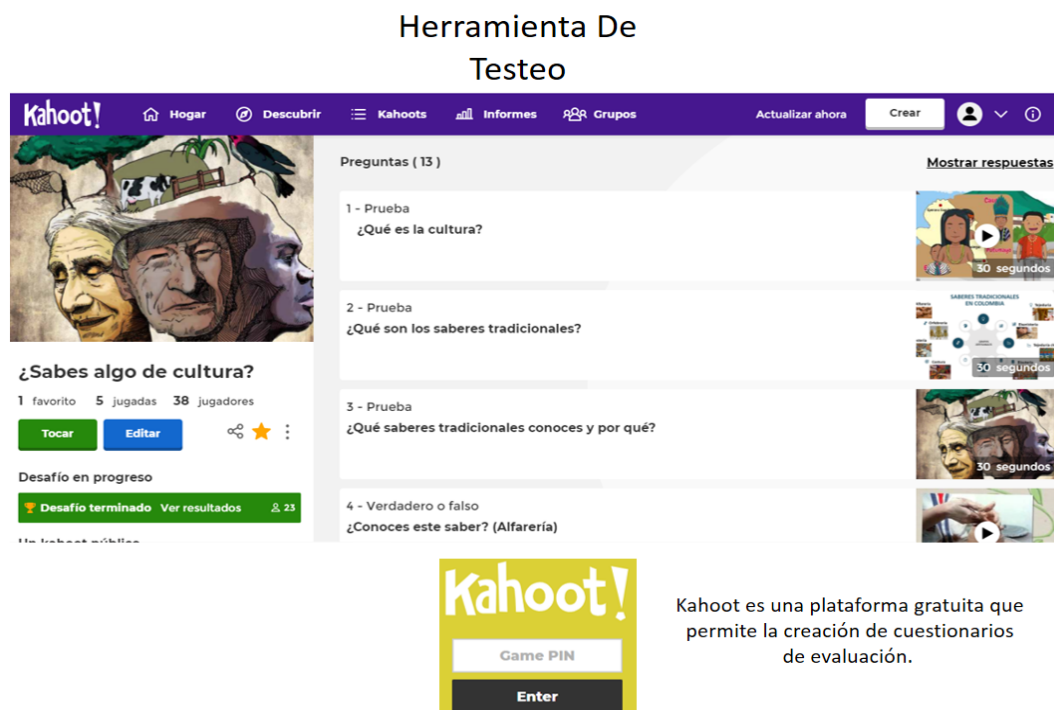 Herramienta De
Testeo
Kahoot!
Hogar
Descubrir
Kahoots
Informes
Grupos
Actualizar ahora
Crear
Preguntas ( 13 )
Mostrar respuestas
1 - Prueba
¿Qué es la cultura?
30 segundos
2 - Prueba
¿Qué son los saberes tradicionales?
SABERES TRADICIONALES
EN COLOMBIA
30 segundos
¿Sabes algo de cultura?
1 favorito 5 jugadas 38 jugadores
Tocar
Editar
3 - Prueba
¿Qué saberes tradicionales conoces y por qué?
30 segundos
Desafío en progreso
Desafío terminado Ver resultados 23
4 - Verdadero o falso
¿Conoces este saber? (Alfarería)
Kahoot!
Game PIN
Enter
Kahoot es una plataforma gratuita que
permite la creación de cuestionarios
de evaluación.